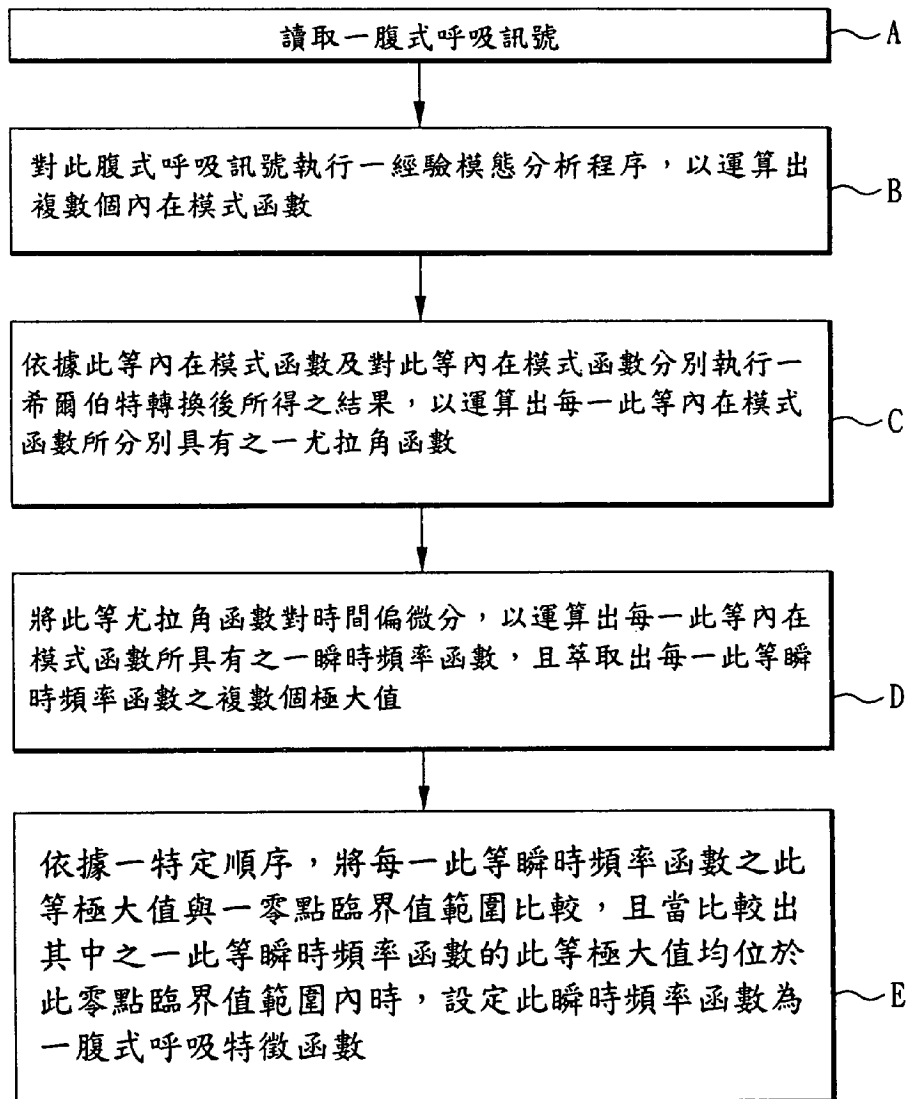 讀取一腹式呼吸訊號
A
對此腹式呼吸訊號執行一經驗模態分析程序，以運算出
複數個內在模式函數
B
依據此等內在模式函數及對此等內在模式函數分別執行一
希爾伯特轉換後所得之結果，以運算出每一此等內在模式
函數所分別具有之一尤拉角函數
C
將此等尤拉角函數對時間偏微分，以運算出每一此等內在
模式函數所具有之一瞬時頻率函數，且萃取出每一此等瞬
時頻率函數之複數個極大值
D
依據一特定順序，將每一此等瞬時頻率函數之此
等極大值與一零點臨界值範圍比較，且當比較出
其中之一此等瞬時頻率函數的此等極大值均位於
此零點臨界值範圍內時，設定此瞬時頻率函數為
一腹式呼吸特徵函數
E